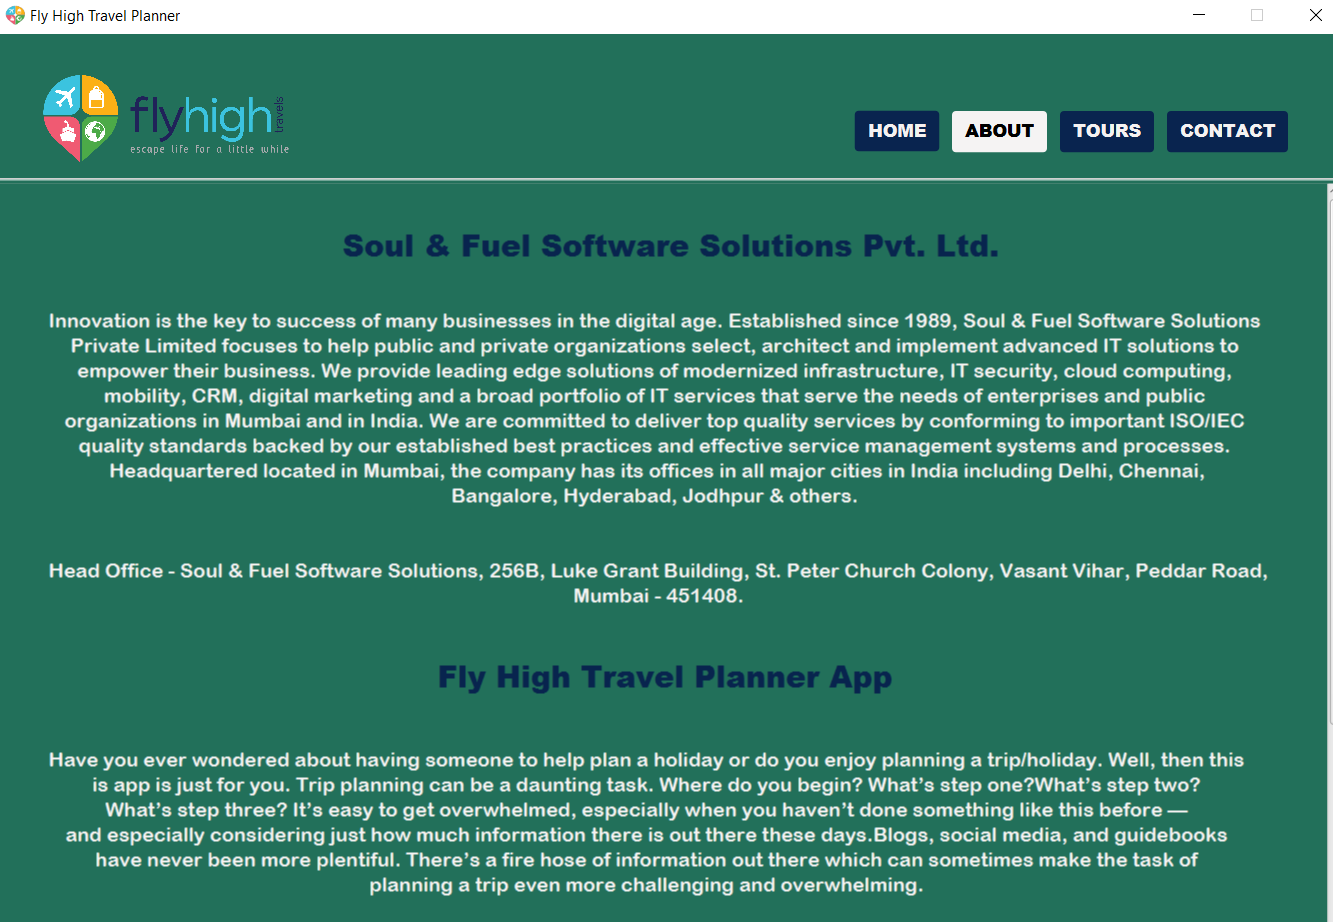 Fly High Travel Planner
flyhigh travels
escape life for a little while
HOME ABOUT TOURS CONTACT
Soul & Fuel Software Solutions Pvt. Ltd.
Innovation is the key to success of many businesses in the digital age. Established since 1989, Soul & Fuel Software Solutions
Private Limited focuses to help public and private organizations select, architect and implement advanced IT solutions to
empower their business. We provide leading edge solutions of modernized infrastructure, IT security, cloud computing,
mobility, CRM, digital marketing and a broad portfolio of IT services that serve the needs of enterprises and public
organizations in Mumbai and in India. We are committed to deliver top quality services by conforming to important ISO/IEC
quality standards backed by our established best practices and effective service management systems and processes.
Headquartered located in Mumbai, the company has its offices in all major cities in India including Delhi, Chennai,
Bangalore, Hyderabad, Jodhpur & others.
Head Office - Soul & Fuel Software Solutions, 256B, Luke Grant Building, St. Peter Church Colony, Vasant Vihar, Peddar Road,
Mumbai - 451408.
Fly High Travel Planner App
Have you ever wondered about having someone to help plan a holiday or do you enjoy planning a trip/holiday. Well, then this
is app is just for you. Trip planning can be a daunting task. Where do you begin? What's step one?What's step two?
What's step three? It's easy to get overwhelmed, especially when you haven't done something like this before —
and especially considering just how much information there is out there these days.Blogs, social media, and guidebooks
have never been more plentiful. There's a fire hose of information out there which can sometimes make the task of
planning a trip even more challenging and overwhelming.